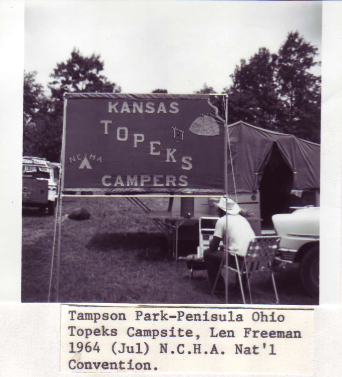 KANSAS
TOPEKS
NCHA
CAMPERS
Tampson Park-Penisula Ohio
Topeks Campsite, Len Freeman
1964 (Jul) N.C.H.A. Nat'l
Convention.